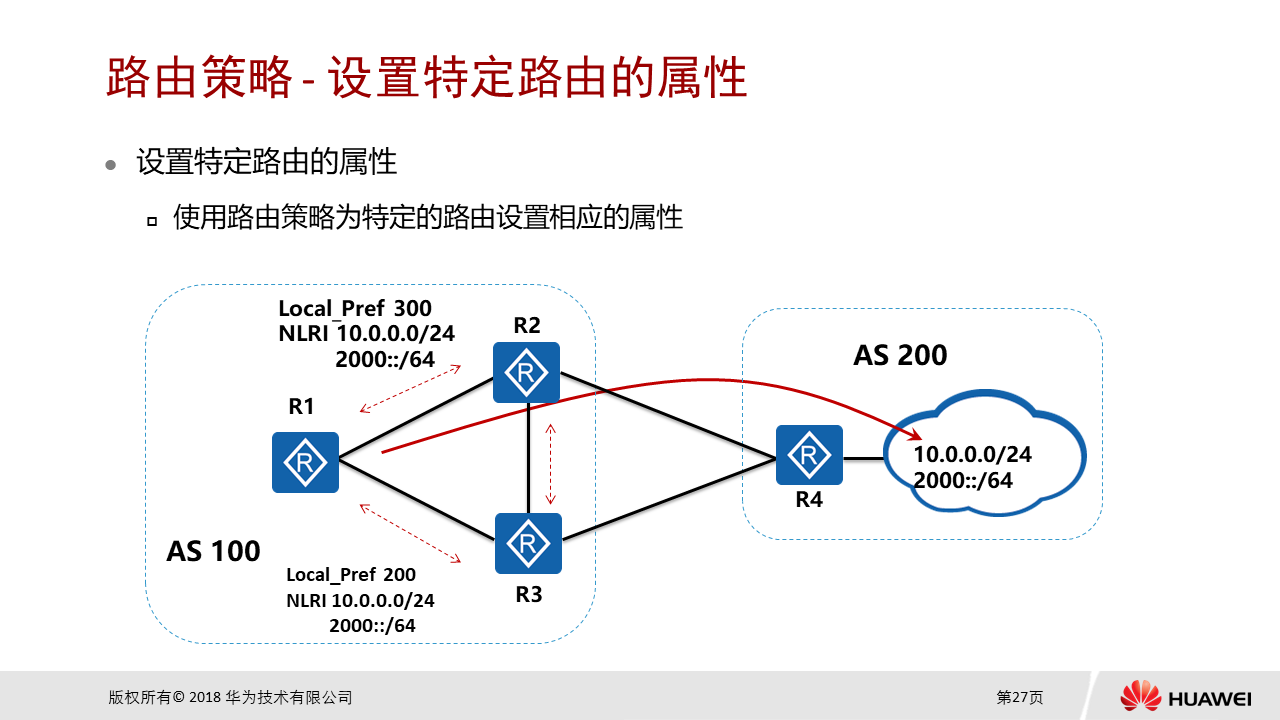 路由策略 - 设置特定路由的属性
设置特定路由的属性
使用路由策略为特定的路由设置相应的属性
Local_Pref 300
NLRI 10.0.0.0/24
2000::/64
R2
R
R1
R
AS 200
10.0.0.0/24
2000::/64
R
R4
AS 100
R
R3
Local_Pref 200
NLRI 10.0.0.0/24
2000::/64
版权所有© 2018 华为技术有限公司
第27页
HUAWEI